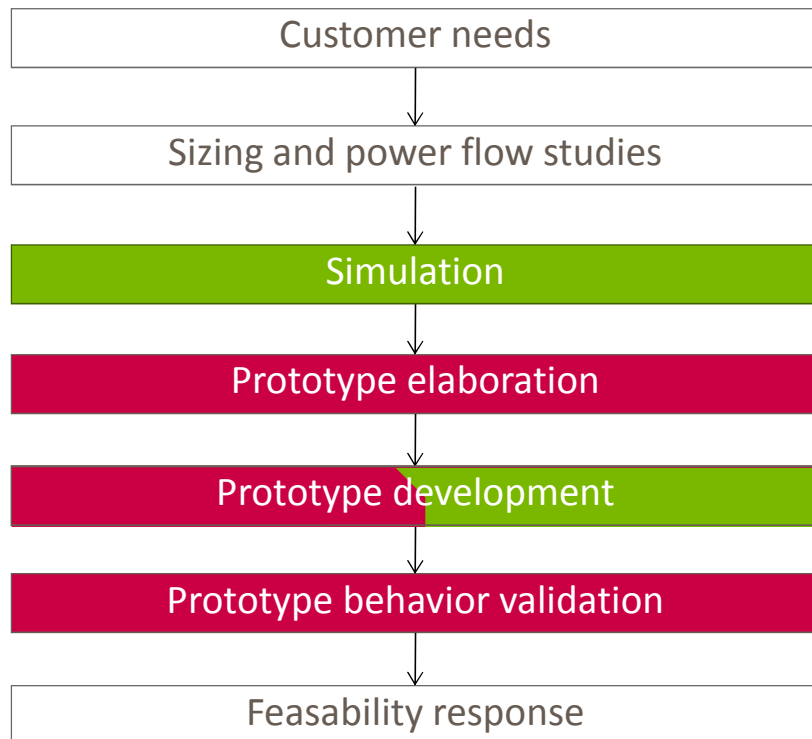 Customer needs
Sizing and power flow studies
Simulation
Prototype elaboration
Prototype development
Prototype behavior validation
Feasability response